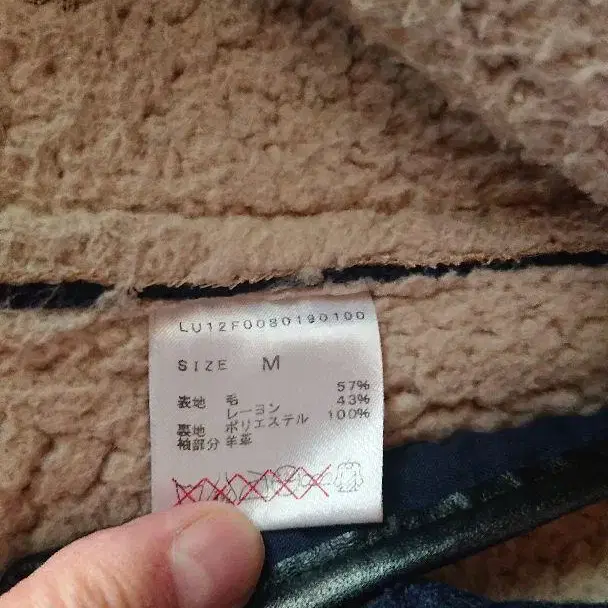 LU12F0080190100
SIZE M
57%
表地 毛 43%
レーヨン 100%
裏地 ポリエステル
袖部分 羊革